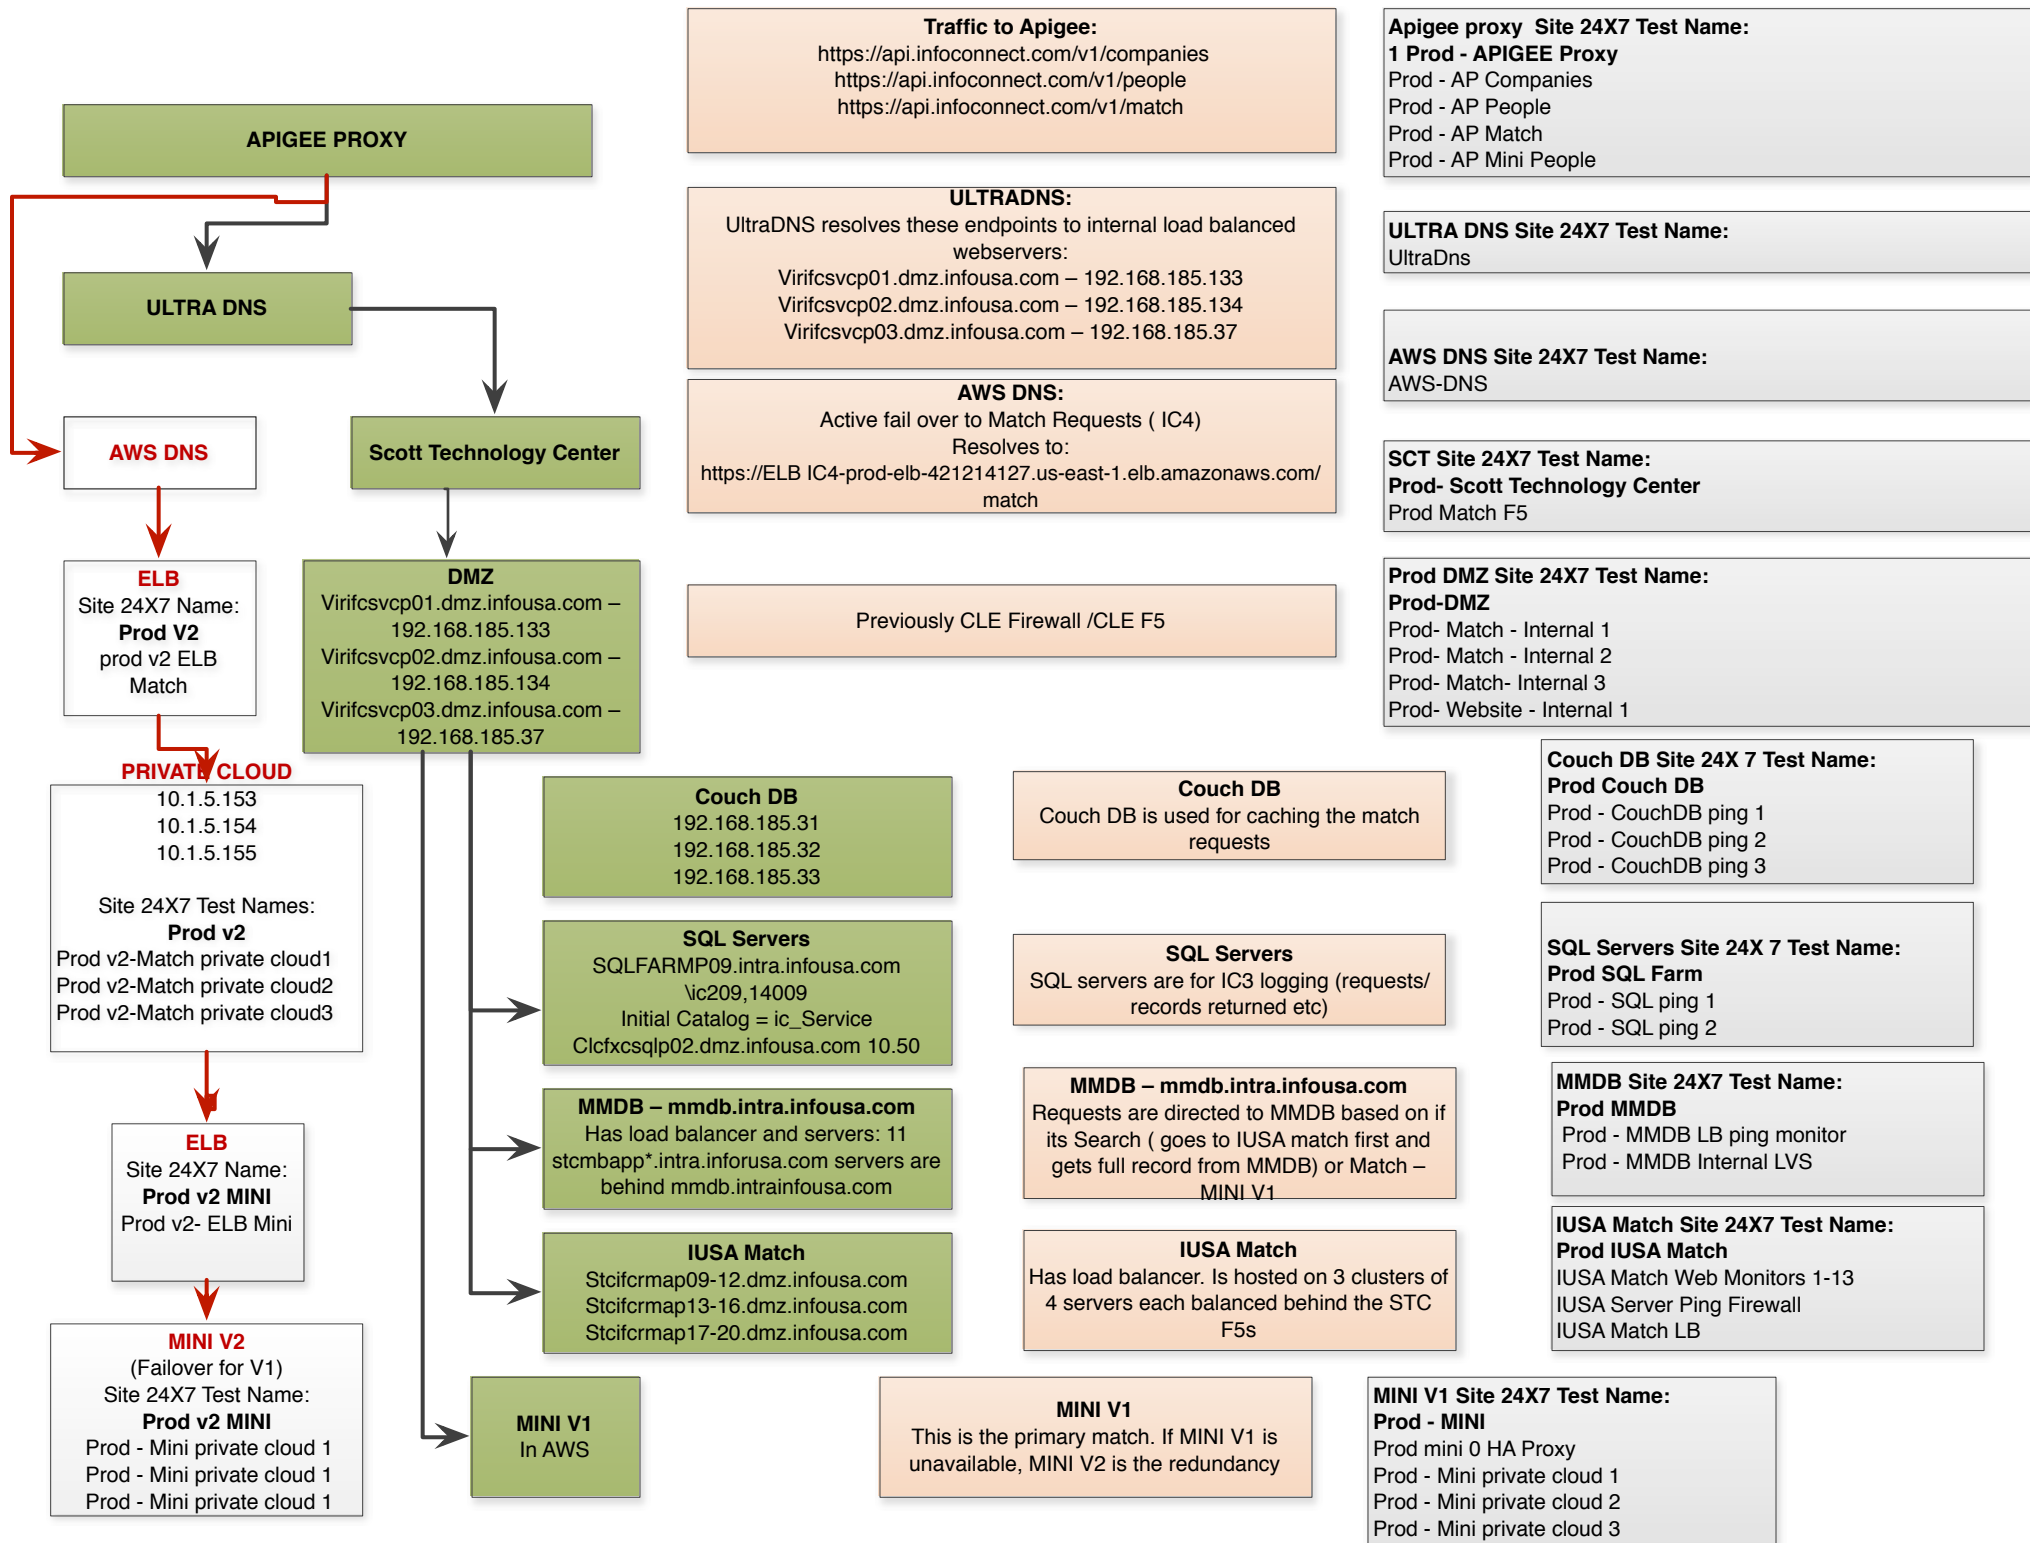 APIGEE PROXY
ULTRA DNS
AWS DNS
Scott Technology Center
ELB
Site 24X7 Name:
Prod V2
prod v2 ELB
Match
DMZ
Virifcsvcp01.dmz.infousa.com –
192.168.185.133
Virifcsvcp02.dmz.infousa.com –
192.168.185.134
Virifcsvcp03.dmz.infousa.com –
192.168.185.37
PRIVATE CLOUD
10.1.5.153
10.1.5.154
10.1.5.155
Site 24X7 Test Names:
Prod v2
Prod v2-Match private cloud1
Prod v2-Match private cloud2
Prod v2-Match private cloud3
ELB
Site 24X7 Name:
Prod v2 MINI
Prod v2- ELB Mini
MINI V2
(Failover for V1)
Site 24X7 Test Name:
Prod v2 MINI
Prod - Mini private cloud 1
Prod - Mini private cloud 1
Prod - Mini private cloud 1
Couch DB
192.168.185.31
192.168.185.32
192.168.185.33
SQL Servers
SQLFARMP09.intra.infousa.com
\ic209,14009
Initial Catalog = ic_Service
Clcfxcsqlp02.dmz.infousa.com 10.50
MMDB – mmdb.intra.infousa.com
Has load balancer and servers: 11
stcmbapp*.intra.inforusa.com servers are
behind mmdb.intrainfousa.com
IUSA Match
Stcifcrmap09-12.dmz.infousa.com
Stcifcrmap13-16.dmz.infousa.com
Stcifcrmap17-20.dmz.infousa.com
MINI V1
In AWS
Traffic to Apigee:
https://api.infoconnect.com/v1/companies
https://api.infoconnect.com/v1/people
https://api.infoconnect.com/v1/match
ULTRADNS:
UltraDNS resolves these endpoints to internal load balanced
webservers:
Virifcsvcp01.dmz.infousa.com – 192.168.185.133
Virifcsvcp02.dmz.infousa.com – 192.168.185.134
Virifcsvcp03.dmz.infousa.com – 192.168.185.37
AWS DNS:
Active fail over to Match Requests ( IC4)
Resolves to:
https://ELB IC4-prod-elb-421214127.us-east-1.elb.amazonaws.com/
match
Previously CLE Firewall /CLE F5
Couch DB
Couch DB is used for caching the match
requests
SQL Servers
SQL servers are for IC3 logging (requests/
records returned etc)
MMDB – mmdb.intra.infousa.com
Requests are directed to MMDB based on if
its Search ( goes to IUSA match first and
gets full record from MMDB) or Match –
MINI V1
IUSA Match
Has load balancer. Is hosted on 3 clusters of
4 servers each balanced behind the STC
F5s
MINI V1
This is the primary match. If MINI V1 is
unavailable, MINI V2 is the redundancy
Apigee proxy  Site 24X7 Test Name:
1 Prod - APIGEE Proxy
Prod - AP Companies
Prod - AP People
Prod - AP Match
Prod - AP Mini People
ULTRA DNS Site 24X7 Test Name:
UltraDns
AWS DNS Site 24X7 Test Name:
AWS-DNS
SCT Site 24X7 Test Name:
Prod- Scott Technology Center
Prod Match F5
Prod DMZ Site 24X7 Test Name:
Prod-DMZ
Prod- Match - Internal 1
Prod- Match - Internal 2
Prod- Match- Internal 3
Prod- Website - Internal 1
Couch DB Site 24X 7 Test Name:
Prod Couch DB
Prod - CouchDB ping 1
Prod - CouchDB ping 2
Prod - CouchDB ping 3
SQL Servers Site 24X 7 Test Name:
Prod SQL Farm
Prod - SQL ping 1
Prod - SQL ping 2
MMDB Site 24X7 Test Name:
Prod MMDB
Prod - MMDB LB ping monitor
Prod - MMDB Internal LVS
IUSA Match Site 24X7 Test Name:
Prod IUSA Match
IUSA Match Web Monitors 1-13
IUSA Server Ping Firewall
IUSA Match LB
MINI V1 Site 24X7 Test Name:
Prod - MINI
Prod mini 0 HA Proxy
Prod - Mini private cloud 1
Prod - Mini private cloud 2
Prod - Mini private cloud 3